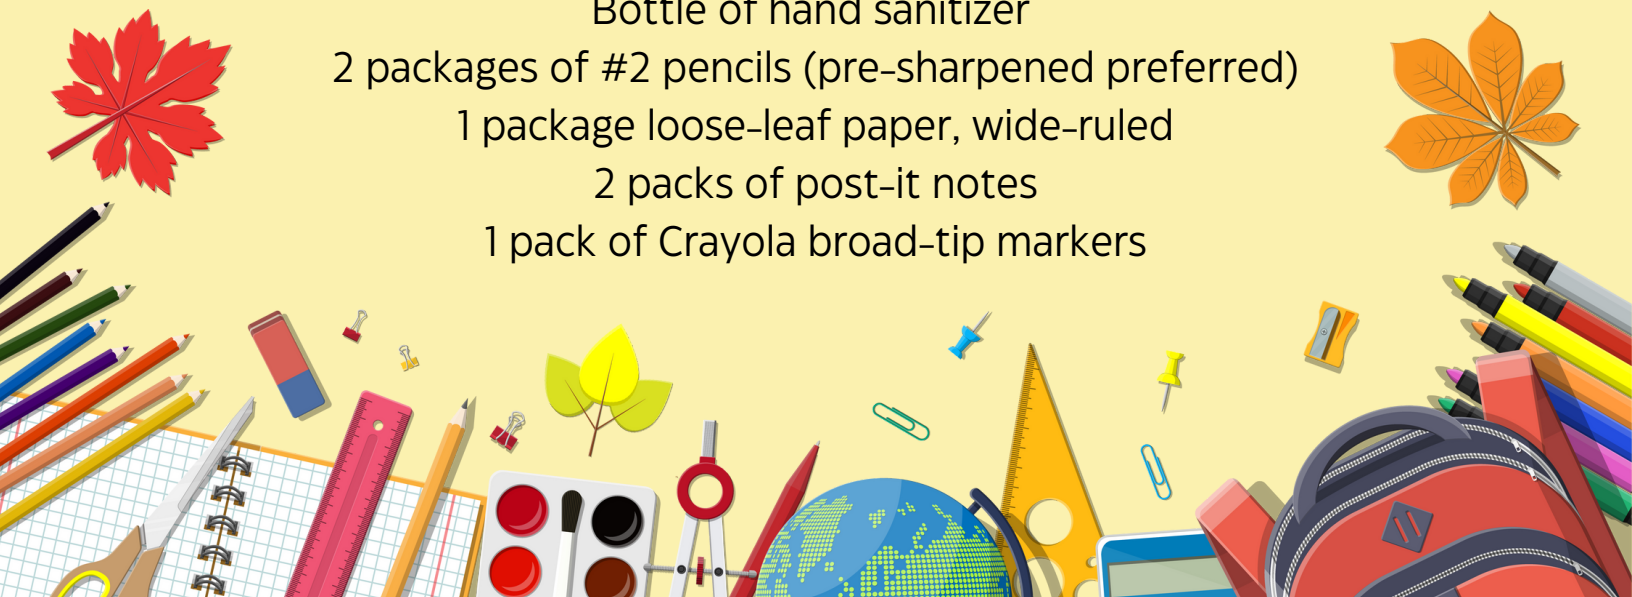 Bottle of hand sanitizer
2 packages of #2 pencils (pre-sharpened preferred)
1 package loose-leaf paper, wide-ruled
2 packs of post-it notes
1 pack of Crayola broad-tip markers